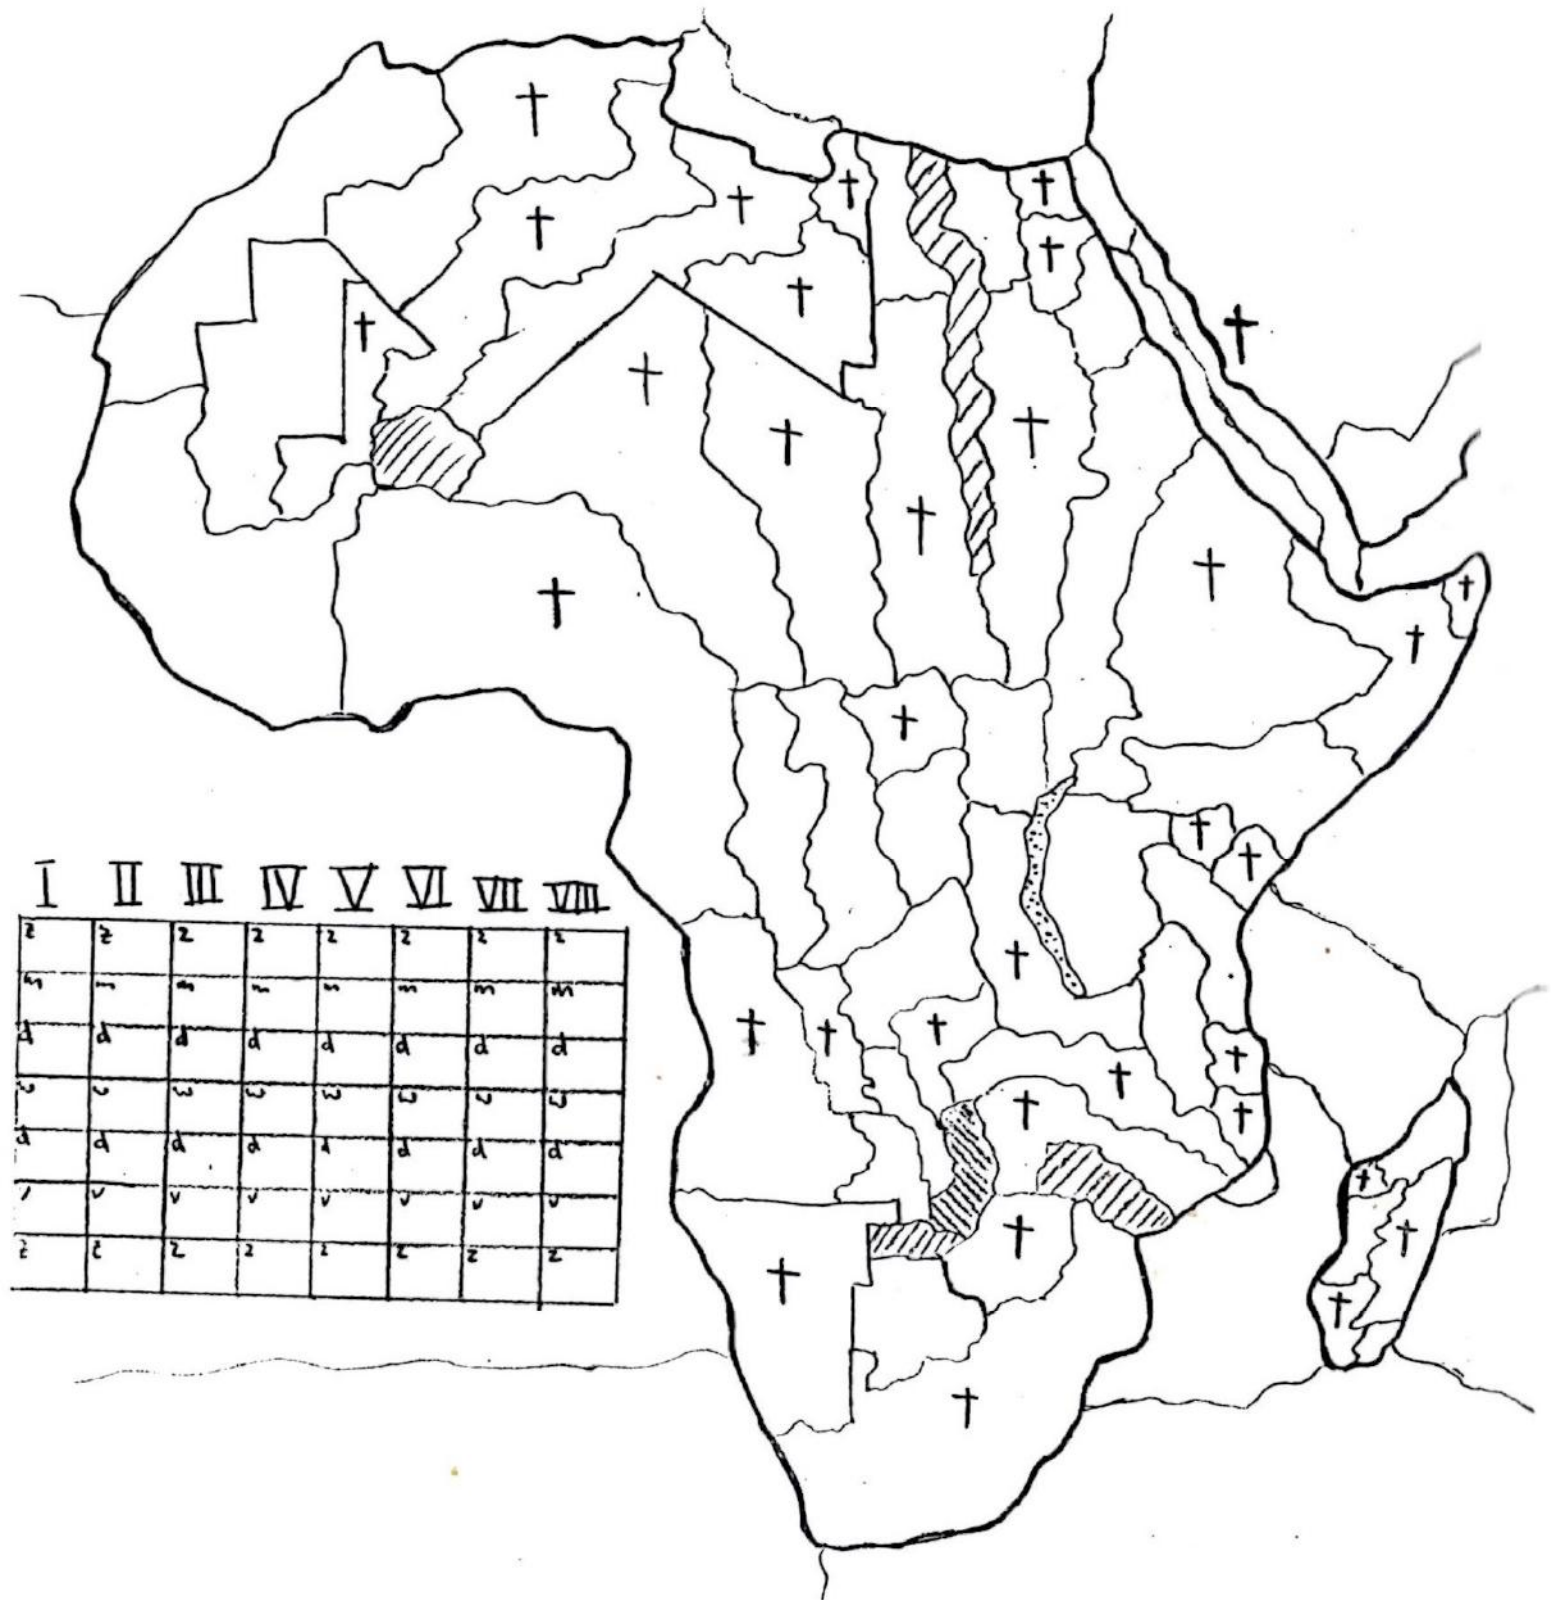 I II III IV V VI VII VIII
z z z z z z z z
m m m m m m m m
d d d d d d d d
w w w w w w w w
d d d d d d d d
v v v v v v v v
z z z z z z z z